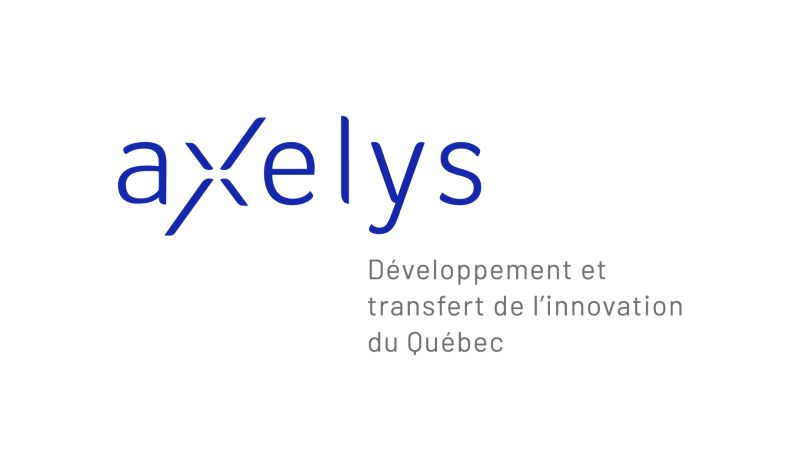 axelys
Développement et
transfert de l’innovation
du Québec